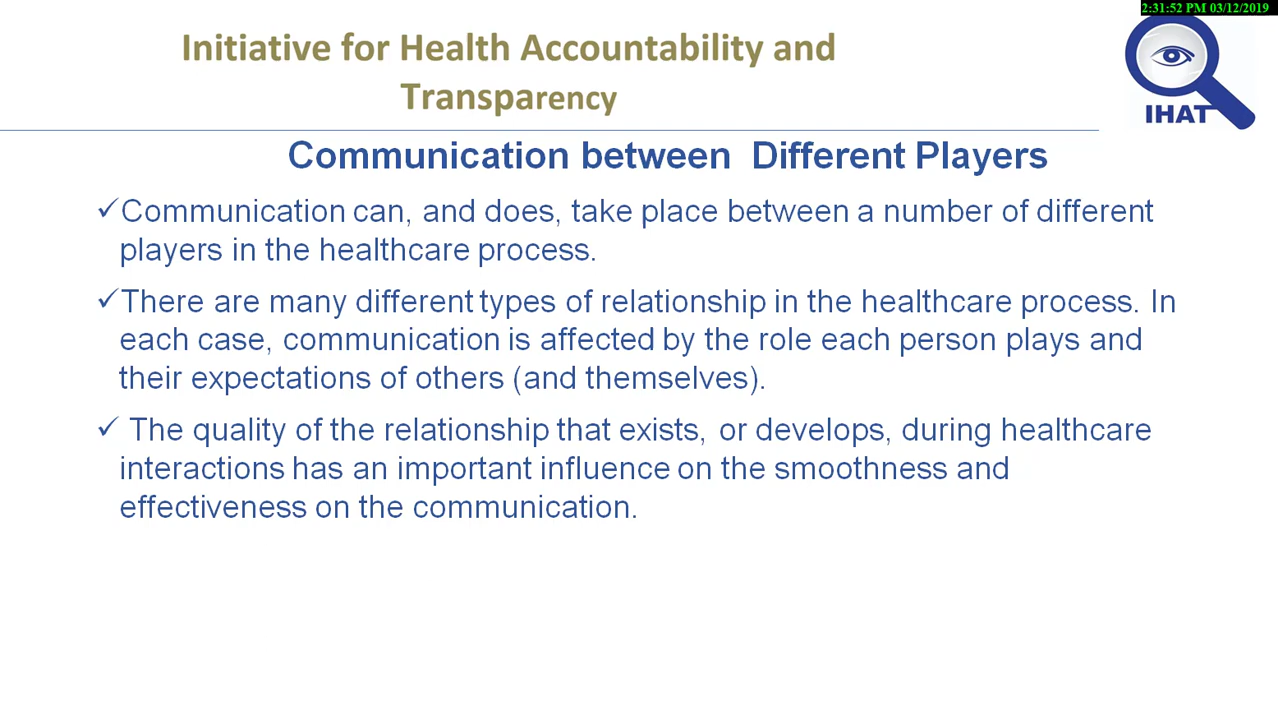 2:31:52 PM 03/12/2019
Initiative for Health Accountability and
Transparency
IHAT
Communication between Different Players
✓Communication can, and does, take place between a number of different
players in the healthcare process.
✓There are many different types of relationship in the healthcare process. In
each case, communication is affected by the role each person plays and
their expectations of others (and themselves).
✓ The quality of the relationship that exists, or develops, during healthcare
interactions has an important influence on the smoothness and
effectiveness on the communication.